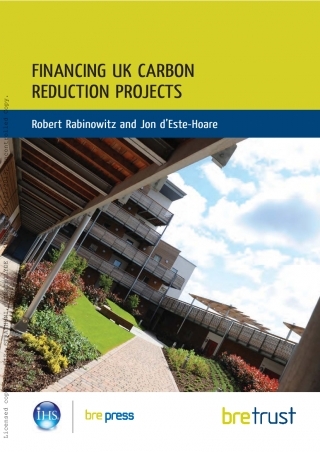 FINANCING UK CARBON
REDUCTION PROJECTS
Robert Rabinowitz and Jon d'Este-Hoare
IHS
bre press
bretrust